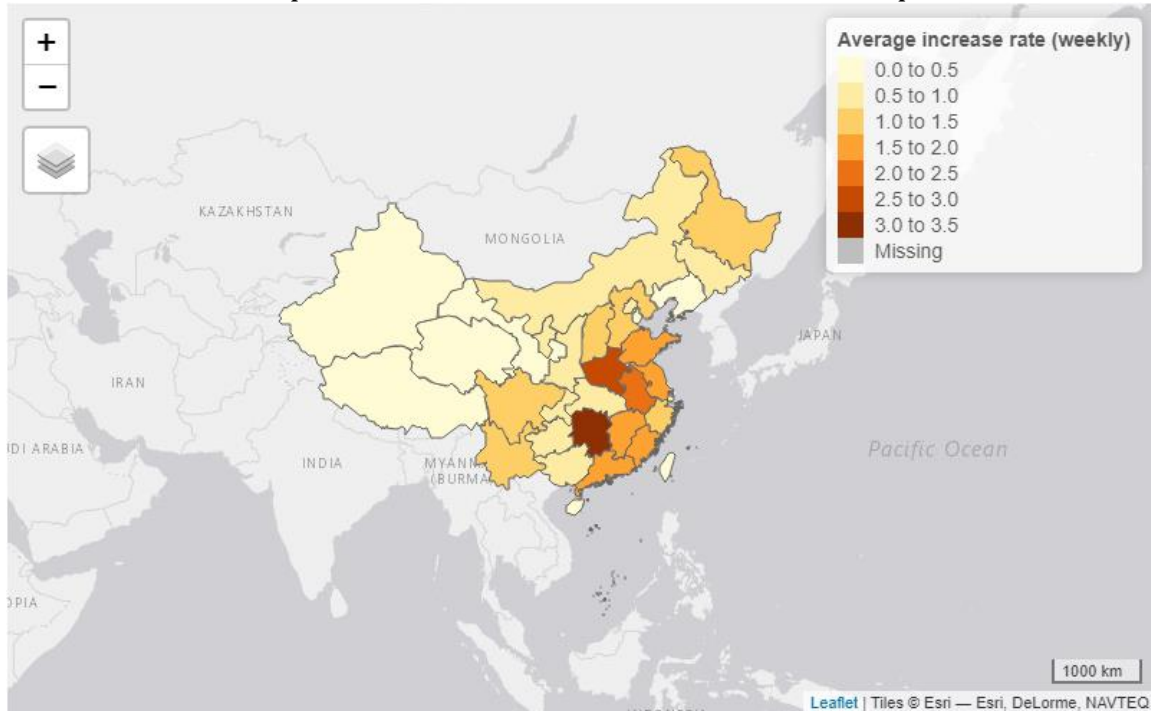 +
−
Average increase rate (weekly)
0.0 to 0.5
0.5 to 1.0
1.0 to 1.5
1.5 to 2.0
2.0 to 2.5
2.5 to 3.0
3.0 to 3.5
Missing
KAZAKHSTAN
MONGOLIA
JAPAN
IRAN
DI ARABIA
INDIA
MYANM
(BURMA
Pacific Ocean
OPIA
1000 km
Leaflet | Tiles © Esri — Esri, DeLorme, NAVTEQ